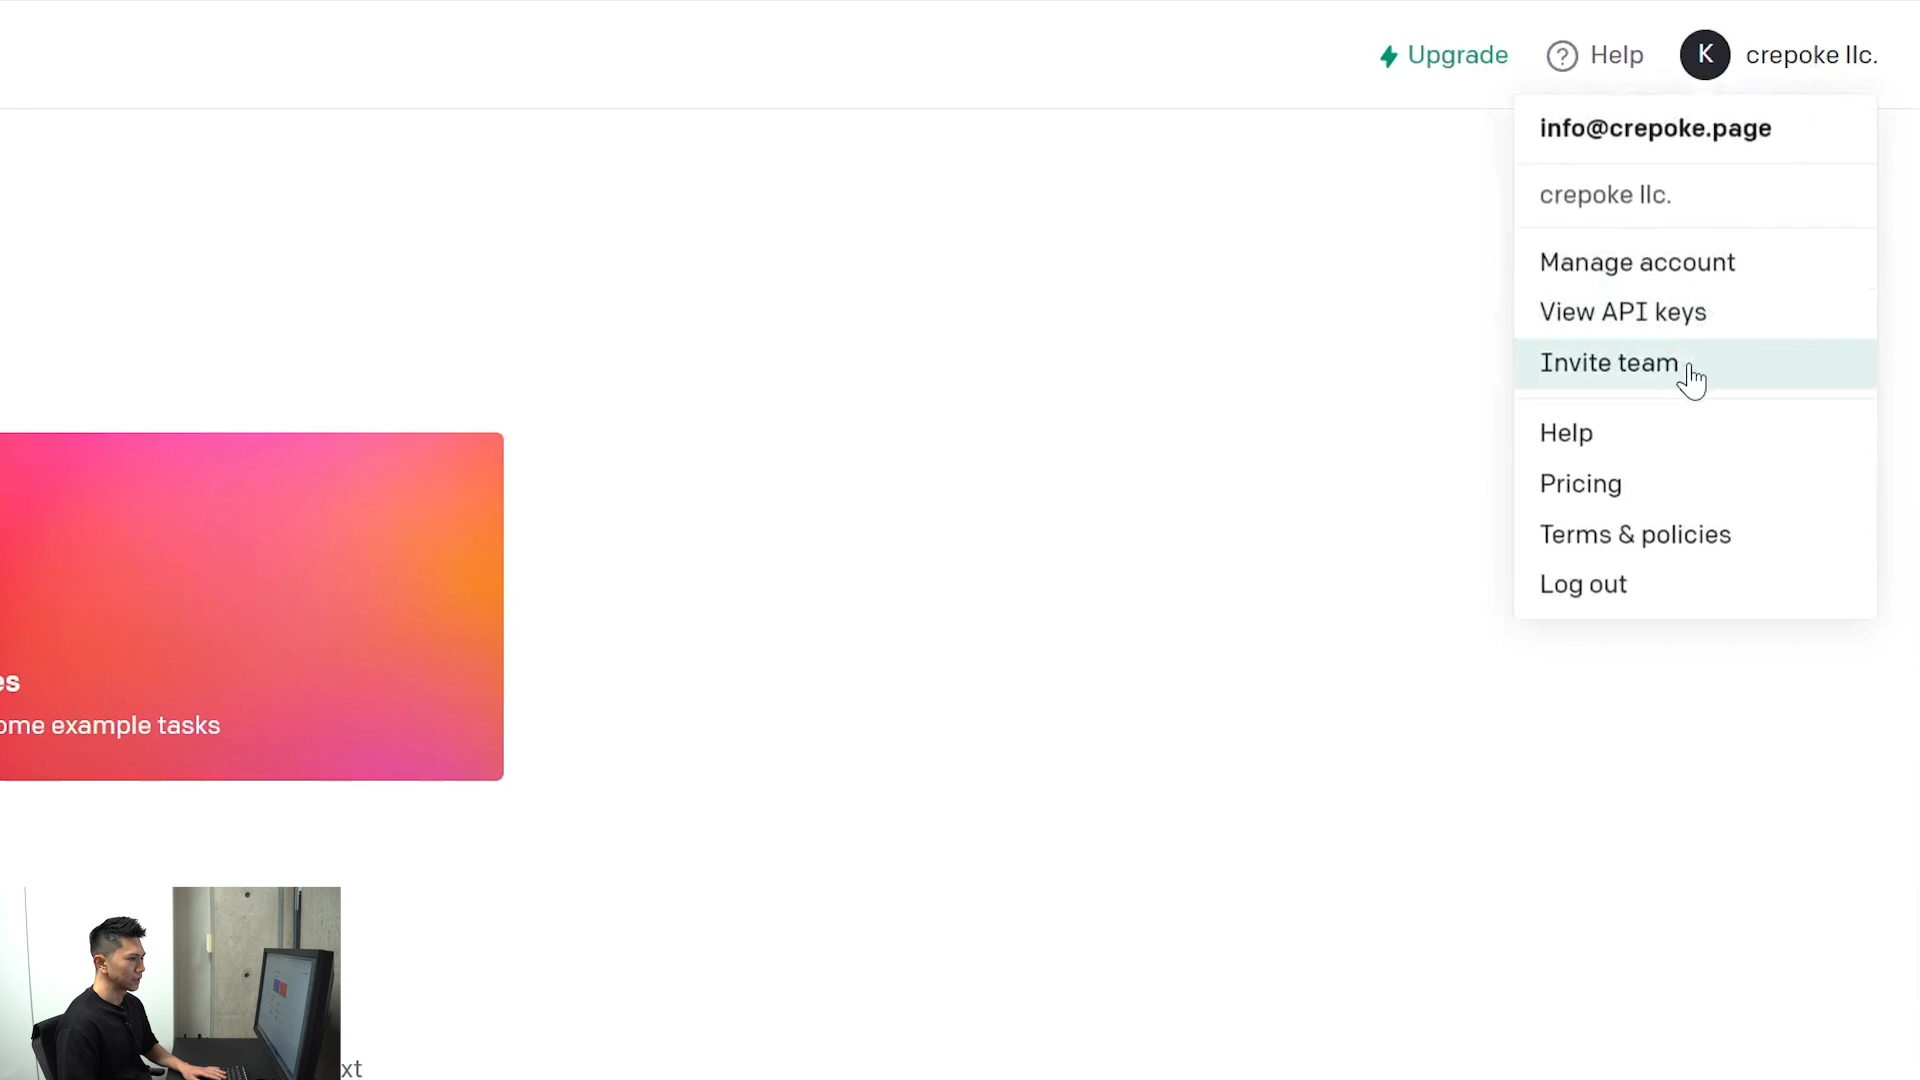 Upgrade
Help
K
crepoke llc.
info@crepoke.page
crepoke llc.
Manage account
View API keys
Invite team
Help
Pricing
Terms & policies
Log out
es
ome example tasks
xt